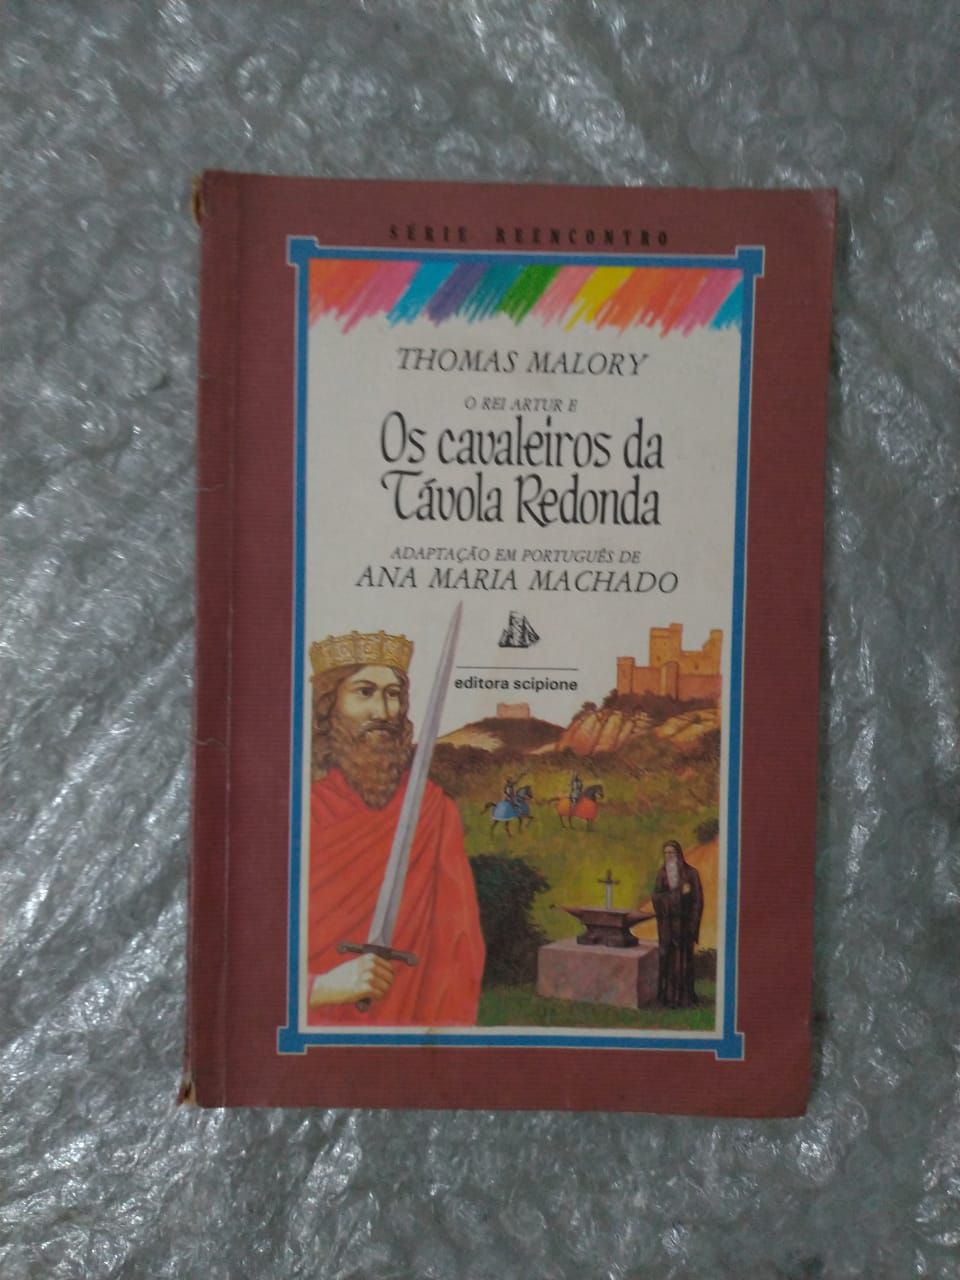 SÉRIE REENCONTRO
THOMAS MALORY
O REI ARTUR E
Os cavaleiros da
Távola Redonda
ADAPTAÇÃO EM PORTUGUÊS DE
ANA MARIA MACHADO
editora scipione